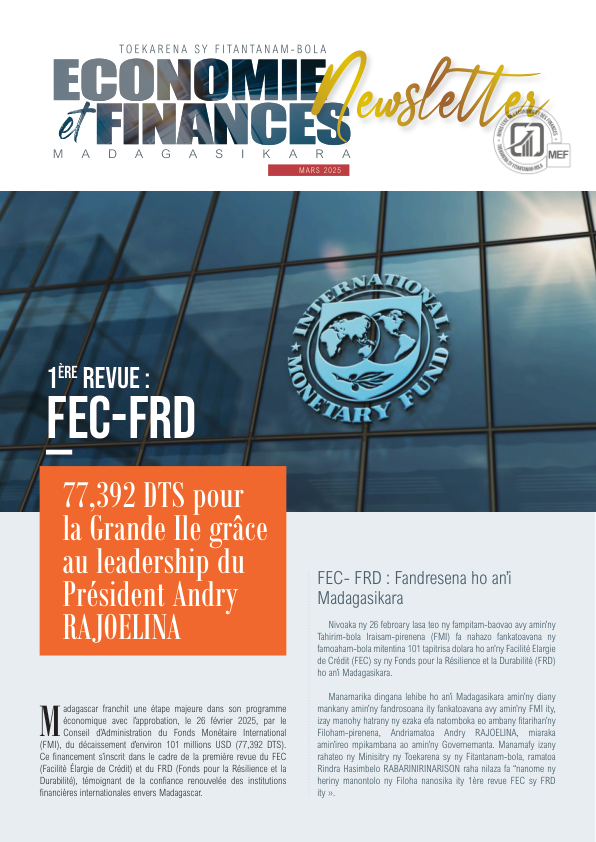 TOEKARENA SY FITANTANAM-BOLA
ECONOMIE
et FINANCES
Newsletter
MADAGASIKARA
MEF
MARS 2025
INTERNATIONAL
MONETARY FUND
1ÈRE REVUE :
FEC-FRD
77,392 DTS pour
la Grande Ile grâce
au leadership du
Président Andry
RAJOELINA
Madagascar franchit une étape majeure dans son programme
économique avec l'approbation, le 26 février 2025, par le
Conseil d'Administration du Fonds Monétaire International
(FMI), du décaissement d'environ 101 millions USD (77,392 DTS).
Ce financement s'inscrit dans le cadre de la première revue du FEC
(Facilité Élargie de Crédit) et du FRD (Fonds pour la Résilience et la
Durabilité), témoignant de la confiance renouvelée des institutions
financières internationales envers Madagascar.
FEC- FRD : Fandresena ho an'i
Madagasikara
Nivoaka ny 26 febroary lasa teo ny fampitam-baovao avy amin'ny
Tahirim-bola Iraisam-pirenena (FMI) fa nahazo fankatoavana ny
famoaham-bola mitentina 101 tapitrisa dolara ho an'ny Facilité Elargie
de Crédit (FEC) sy ny Fonds pour la Résilience et la Durabilité (FRD)
ho an'i Madagasikara.
Manamarika dingana lehibe ho an'i Madagasikara amin'ny diany
mankany amin'ny fandrosoana ity fankatoavana avy amin'ny FMI ity,
izay manohy hatrany ny ezaka efa natomboka eo ambany fitarihan'ny
Filoham-pirenena, Andriamatoa Andry RAJOELINA, miaraka
amin'ireo mpikambana ao amin'ny Governemanta. Manamafy izany
rahateo ny Minisitry ny Toekarena sy ny Fitantanam-bola, ramatoa
Rindra Hasimbelo RABARINIRINARISON raha nilaza fa “nanome ny
heriny manontolo ny Filoha nanosika ity 1ère revue FEC sy FRD
ity ».